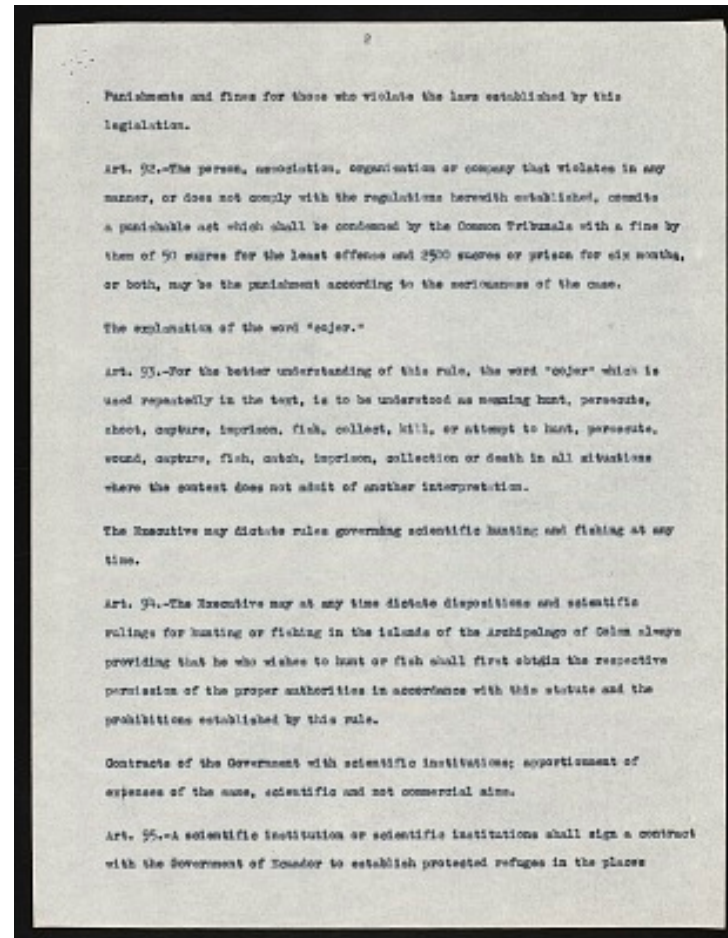 2
Punishments and fines for those who violate the laws established by this
legislation.
Art. 92.-The person, association, organization or company that violates in any
manner, or does not comply with the regulations herewith established, commits
a punishable act which shall be condemned by the Common Tribunals with a fine by
them of 50 sucres for the least offense and 2500 sucres or prison for six months,
or both, may be the punishment according to the seriousness of the case.
The explanation of the word "cojer."
Art. 93.-For the better understanding of this rule, the word "cojer" which is
used repeatedly in the text, is to be understood as meaning hunt, persecute,
shoot, capture, imprison, fish, collect, kill, or attempt to hunt, persecute,
wound, capture, fish, catch, imprison, collection or death in all situations
where the context does not admit of another interpretation.
The Executive may dictate rules governing scientific hunting and fishing at any
time.
Art. 94.-The Executive may at any time dictate dispositions and scientific
rulings for hunting or fishing in the islands of the Archipelago of Colon always
providing that he who wishes to hunt or fish shall first obtain the respective
permission of the proper authorities in accordance with this statute and the
prohibitions established by this rule.
Contracts of the Government with scientific institutions; apportionment of
expenses of the same, scientific and not commercial aims.
Art. 95.-A scientific institution or scientific institutions shall sign a contract
with the Government of Ecuador to establish protected refuges in the places